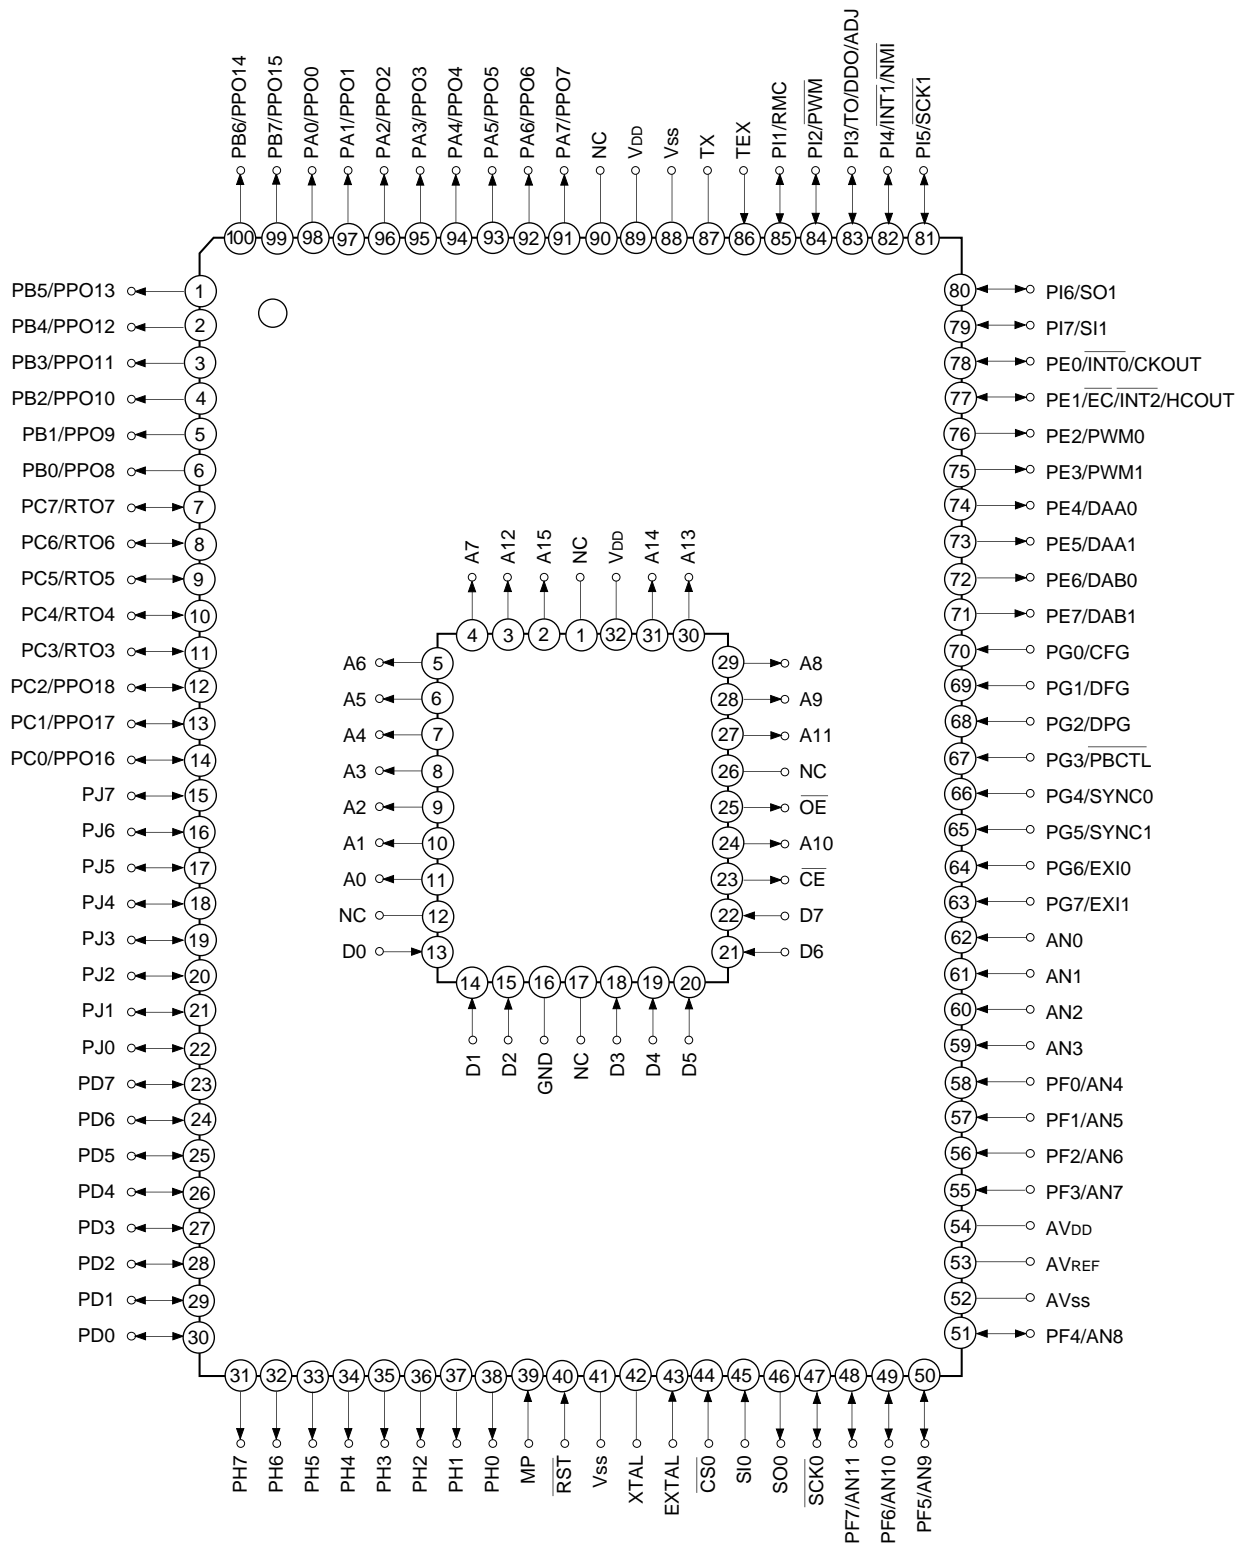 PB6/PPO14
PB7/PPO15
PA0/PPO0
PA1/PPO1
PA2/PPO2
PA3/PPO3
PA4/PPO4
PA5/PPO5
PA6/PPO6
PA7/PPO7
NC
VDD
Vss
TX
TEX
PI1/RMC
PI2/PWM
PI3/TO/DDO/ADJ
PI4/INT1/NMI
PI5/SCK1
100
99
98
97
96
95
94
93
92
91
90
89
88
87
86
85
84
83
82
81
PB5/PPO13 1
PB4/PPO12 2
PB3/PPO11 3
PB2/PPO10 4
PB1/PPO9 5
PB0/PPO8 6
PC7/RTO7 7
PC6/RTO6 8
PC5/RTO5 9
PC4/RTO4 10
PC3/RTO3 11
PC2/PPO18 12
PC1/PPO17 13
PC0/PPO16 14
PJ7 15
PJ6 16
PJ5 17
PJ4 18
PJ3 19
PJ2 20
PJ1 21
PJ0 22
PD7 23
PD6 24
PD5 25
PD4 26
PD3 27
PD2 28
PD1 29
PD0 30
A7
A12
A15
NC
VDD
A14
A13
4
3
2
1
32
31
30
A6 5
A5 6
A4 7
A3 8
A2 9
A1 10
A0 11
NC 12
D0 13
29 A8
28 A9
27 A11
26 NC
25 OE
24 A10
23 CE
22 D7
21 D6
14
15
16
17
18
19
20
D1
D2
GND
NC
D3
D4
D5
80 PI6/SO1
79 PI7/SI1
78 PE0/INT0/CKOUT
77 PE1/EC/INT2/HCOUT
76 PE2/PWM0
75 PE3/PWM1
74 PE4/DAA0
73 PE5/DAA1
72 PE6/DAB0
71 PE7/DAB1
70 PG0/CFG
69 PG1/DFG
68 PG2/DPG
67 PG3/PBCTL
66 PG4/SYNC0
65 PG5/SYNC1
64 PG6/EXI0
63 PG7/EXI1
62 AN0
61 AN1
60 AN2
59 AN3
58 PF0/AN4
57 PF1/AN5
56 PF2/AN6
55 PF3/AN7
54 AVDD
53 AVREF
52 AVss
51 PF4/AN8
31
32
33
34
35
36
37
38
39
40
41
42
43
44
45
46
47
48
49
50
PH7
PH6
PH5
PH4
PH3
PH2
PH1
PH0
MP
RST
Vss
XTAL
EXTAL
CS0
SI0
SO0
SCK0
PF7/AN11
PF6/AN10
PF5/AN9